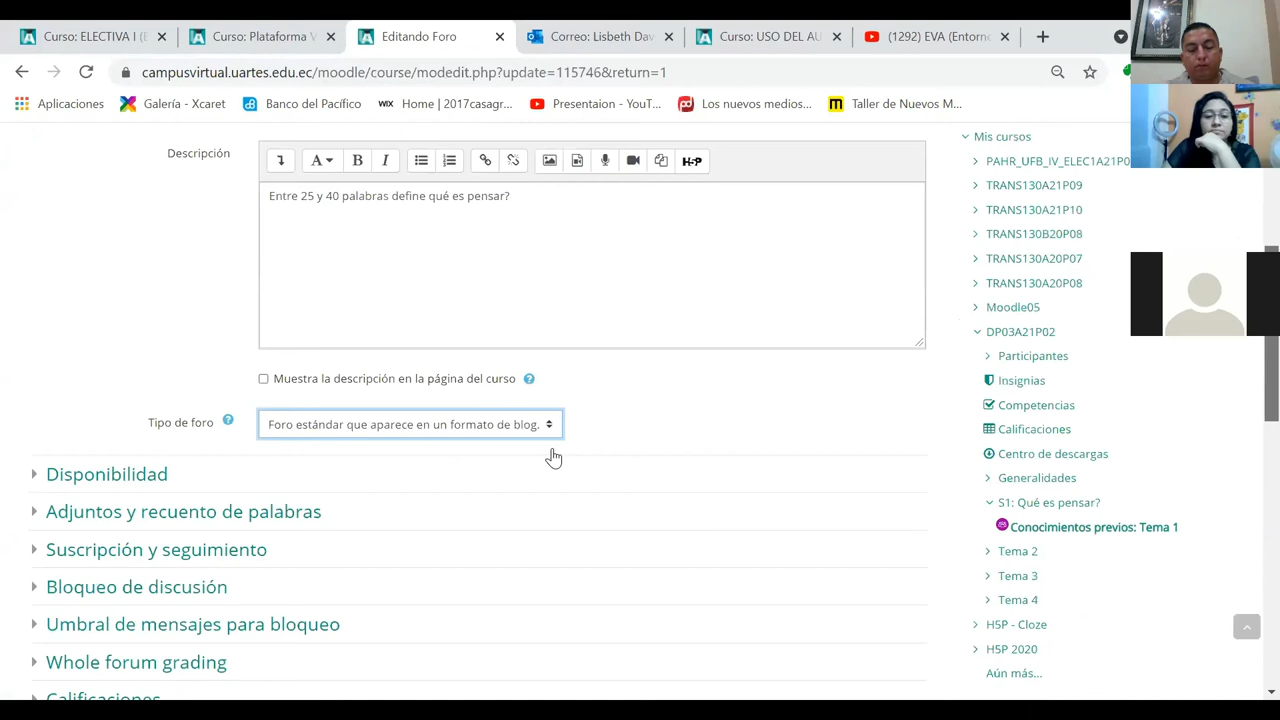 Curso: ELECTIVA I (E
Curso: Plataforma V
Editando Foro
Correo: Lisbeth Dav
Curso: USO DEL AU
(1292) EVA (Entorne
campusvirtual.uartes.edu.ec/moodle/course/modedit.php?update=115746&return=1
Aplicaciones
Galería - Xcaret
Banco del Pacífico
WIX Home | 2017casagr...
Presentaion - YouT...
Los nuevos medios...
Taller de Nuevos M...
Descripción
A B I H-P
Entre 25 y 40 palabras define qué es pensar?
Muestra la descripción en la página del curso
Tipo de foro
Foro estándar que aparece en un formato de blog.
Disponibilidad
Adjuntos y recuento de palabras
Suscripción y seguimiento
Bloqueo de discusión
Umbral de mensajes para bloqueo
Whole forum grading
Calificaciones
Mis cursos
PAHR_UFB_IV_ELEC1A21P0
TRANS130A21P09
TRANS130A21P10
TRANS130B20P08
TRANS130A20P07
TRANS130A20P08
Moodle05
DP03A21P02
Participantes
Insignias
Competencias
Calificaciones
Centro de descargas
Generalidades
S1: Qué es pensar?
Conocimientos previos: Tema 1
Tema 2
Tema 3
Tema 4
H5P - Cloze
H5P 2020
Aún más...